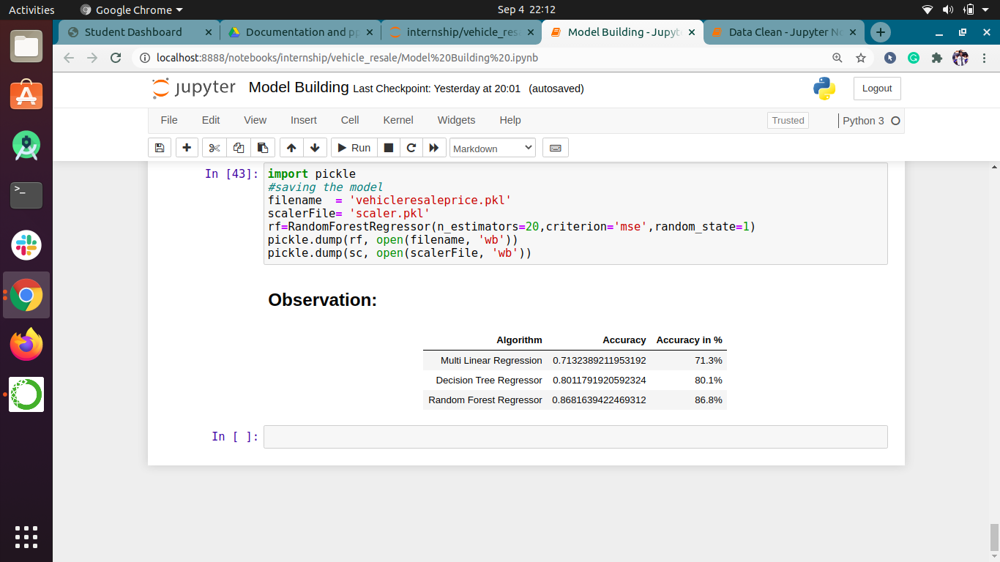 Activities Google Chrome Sep 4 22:12
Student Dashboard Documentation and pp internship/vehicle_res Model Building - Jupyt Data Clean - Jupyter No
localhost:8888/notebooks/internship/vehicle_resale/Model%20Building%20.ipynb
jupyter Model Building Last Checkpoint: Yesterday at 20:01 (autosaved) Logout
File Edit View Insert Cell Kernel Widgets Help Trusted Python 3
Run Markdown
In [43]: import pickle
#saving the model
filename  = 'vehicleresaleprice.pkl'
scalerFile= 'scaler.pkl'
rf=RandomForestRegressor(n_estimators=20,criterion='mse',random_state=1)
pickle.dump(rf, open(filename, 'wb'))
pickle.dump(sc, open(scalerFile, 'wb'))
Observation:
Algorithm Accuracy Accuracy in %
Multi Linear Regression 0.7132389211953192 71.3%
Decision Tree Regressor 0.8011791920592324 80.1%
Random Forest Regressor 0.8681639422469312 86.8%
In [ ]: